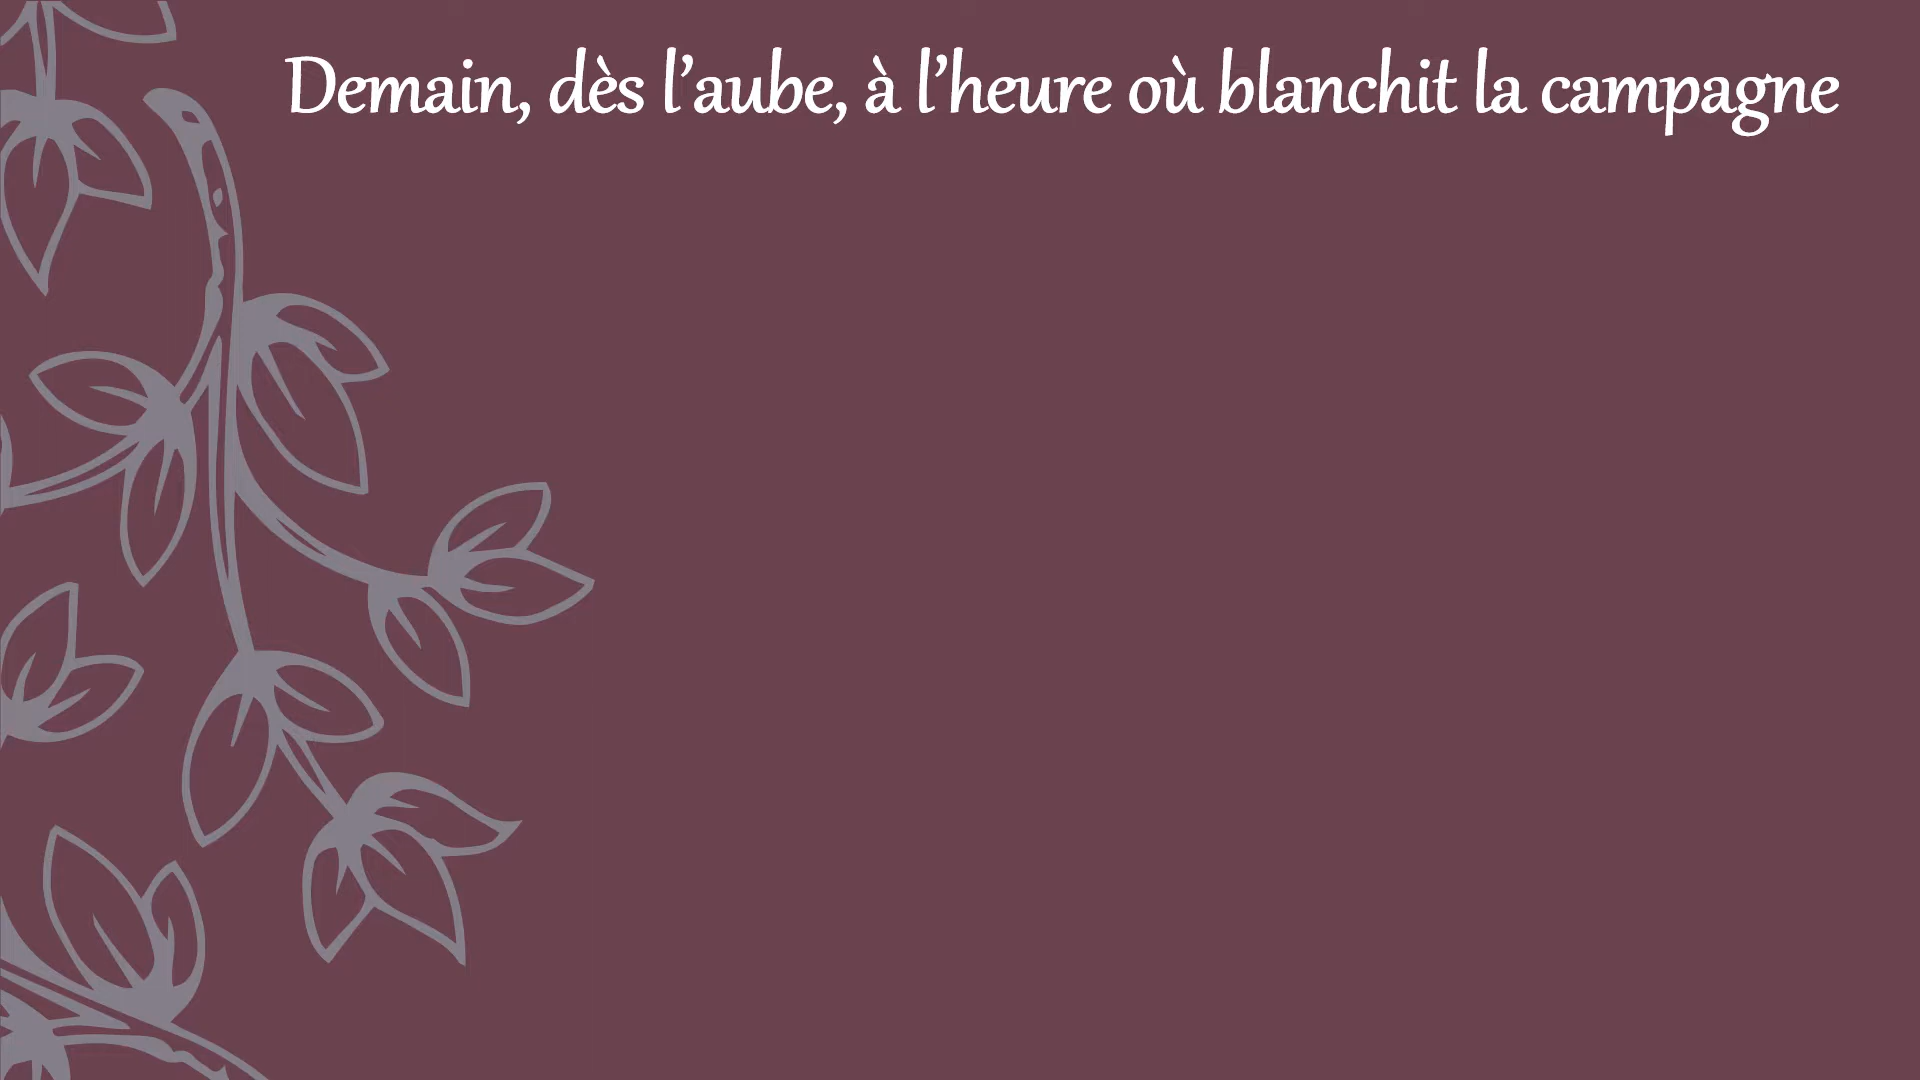 Demain, dès l’aube, à l’heure où blanchit la campagne